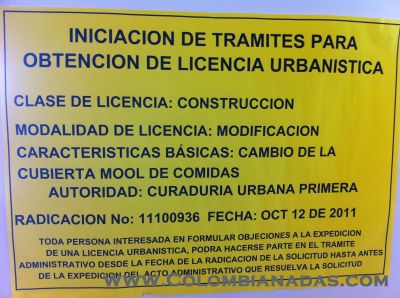 INICIACION DE TRAMITES PARA
OBTENCION DE LICENCIA URBANISTICA
CLASE DE LICENCIA: CONSTRUCCION
MODALIDAD DE LICENCIA: MODIFICACION
CARACTERISTICAS BÁSICAS: CAMBIO DE LA
CUBIERTA MOOL DE COMIDAS
AUTORIDAD: CURADURIA URBANA PRIMERA
RADICACION No: 11100936 FECHA: OCT 12 DE 2011
TODA PERSONA INTERESADA EN FORMULAR OBJECIONES A LA EXPEDICION
DE UNA LICENCIA URBANISTICA, PODRA HACERSE PARTE EN EL TRAMITE
ADMINISTRATIVO DESDE LA FECHA DE LA RADICACION DE LA SOLICITUD HASTA ANTES
DE LA EXPEDICION DEL ACTO ADMINISTRATIVO QUE RESUELVA LA SOLICITUD
www.Colombianadas.com